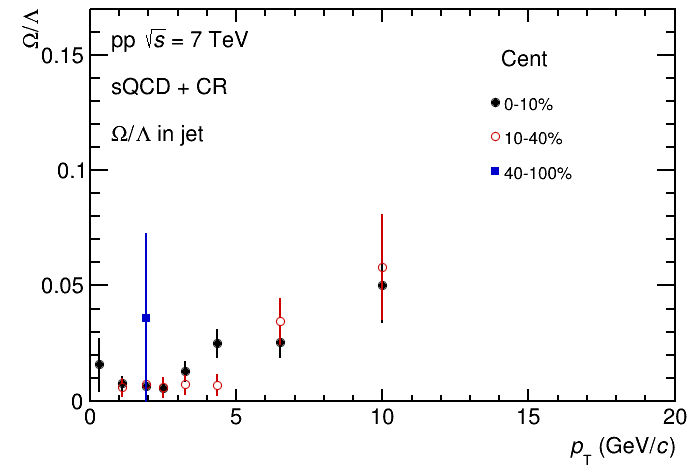 Ω/Λ
pp √s = 7 TeV
sQCD + CR
Ω/Λ in jet
Cent
0-10%
10-40%
40-100%
0.15
0.1
0.05
0
0 5 10 15 20
p_T (GeV/c)